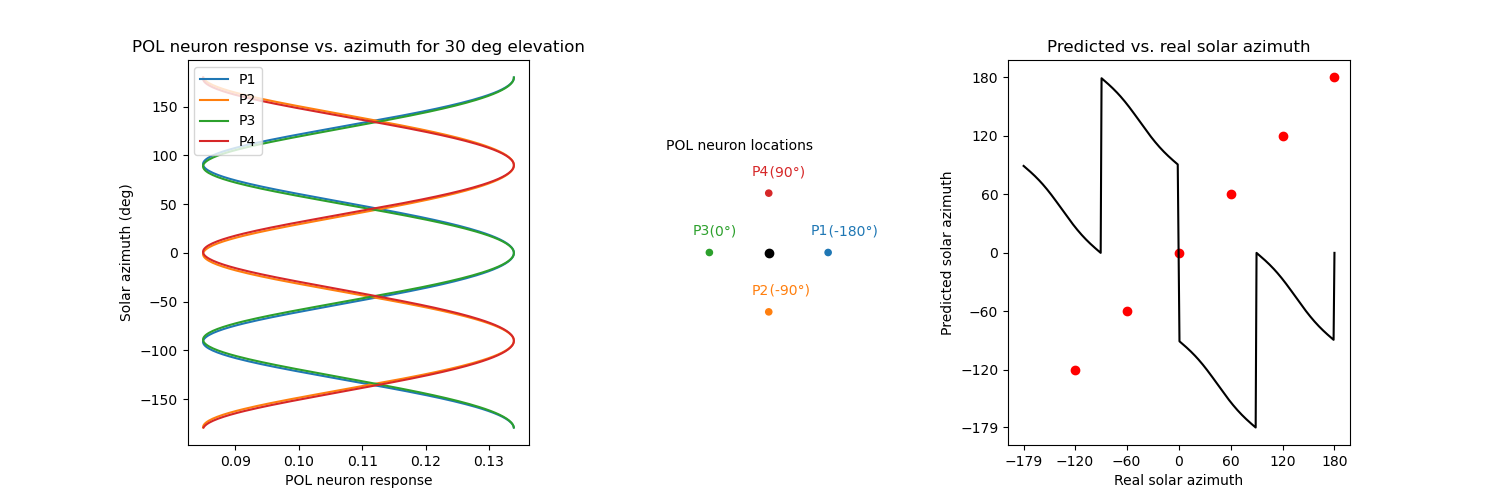 POL neuron response vs. azimuth for 30 deg elevation
P1
P2
P3
P4
150
100
50
0
−50
−100
−150
Solar azimuth (deg)
0.09 0.10 0.11 0.12 0.13
POL neuron response
POL neuron locations
P4(90°)
P3(0°) P1(-180°)
P2(-90°)
Predicted vs. real solar azimuth
180
120
60
0
−60
−120
−179
Predicted solar azimuth
−179 −120 −60 0 60 120 180
Real solar azimuth